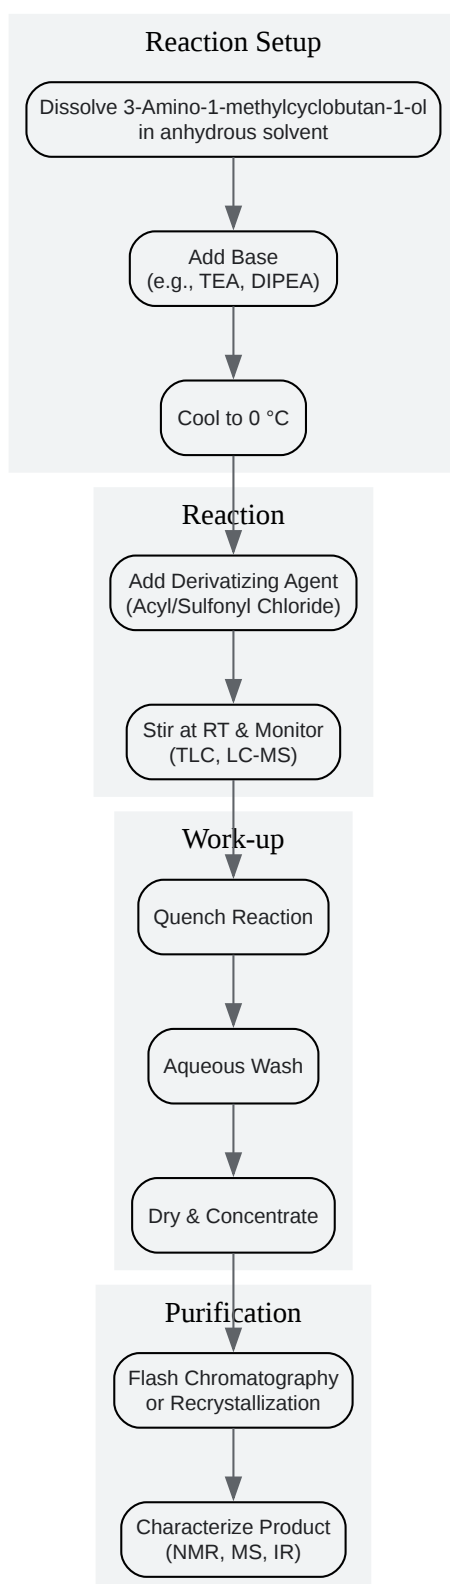 Reaction Setup
Dissolve 3-Amino-1-methylcyclobutan-1-ol
in anhydrous solvent
Add Base
(e.g., TEA, DIPEA)
Cool to 0 °C
Reaction
Add Derivatizing Agent
(Acyl/Sulfonyl Chloride)
Stir at RT & Monitor
(TLC, LC-MS)
Work-up
Quench Reaction
Aqueous Wash
Dry & Concentrate
Purification
Flash Chromatography
or Recrystallization
Characterize Product
(NMR, MS, IR)